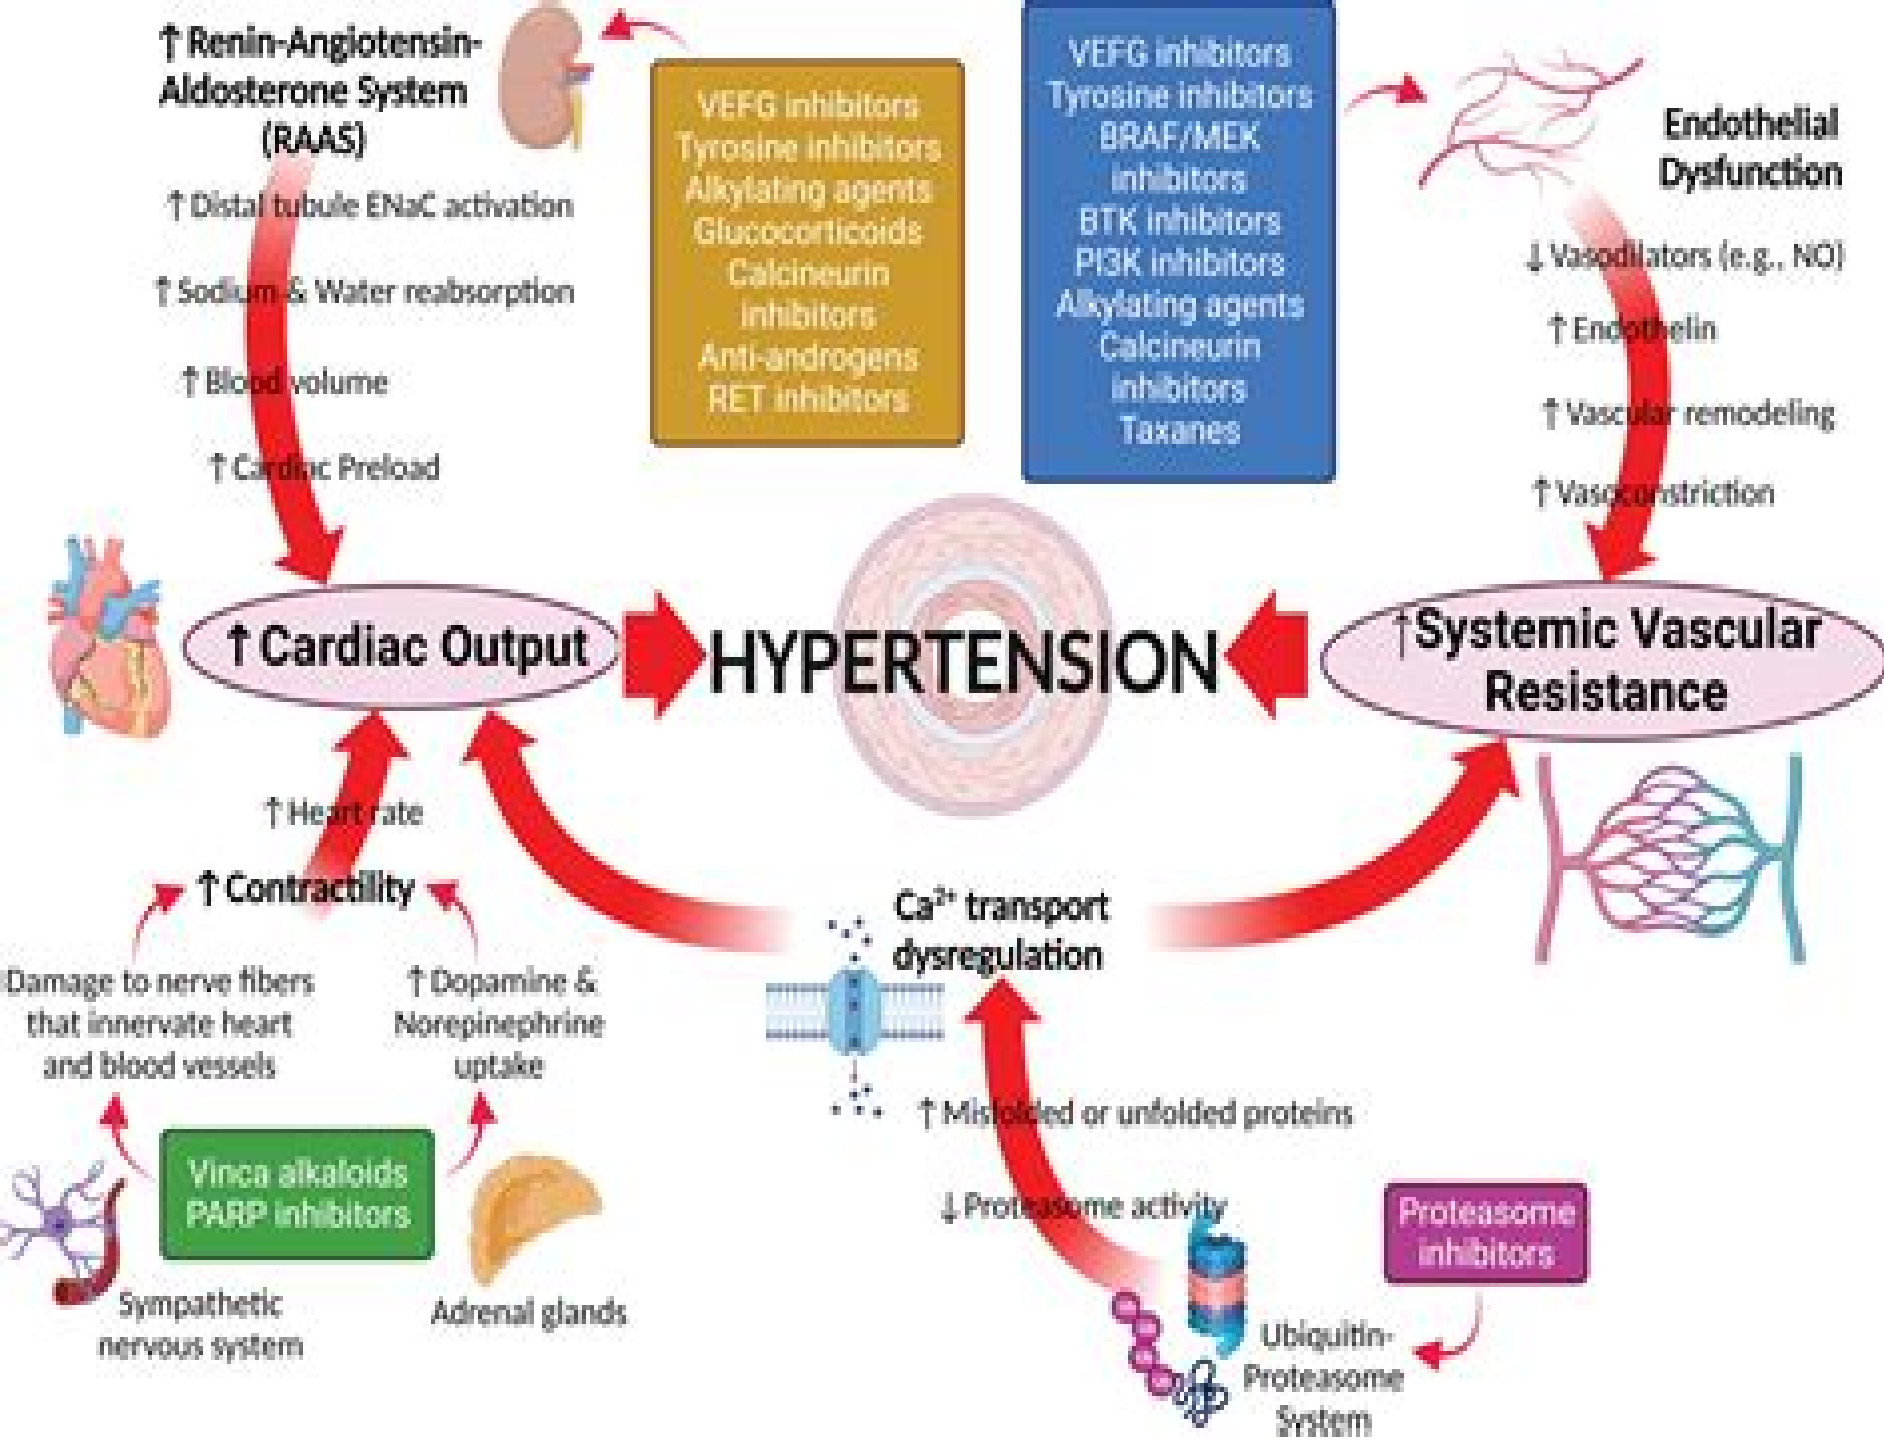 ↑Renin-Angiotensin-
Aldosterone System
(RAAS)
↑Distal tubule ENaC activation
↑Sodium & Water reabsorption
↑Blood volume
↑Cardiac Preload
VEFG inhibitors
Tyrosine inhibitors
Alkylating agents
Glucocorticoids
Calcineurin
inhibitors
Anti-androgens
RET inhibitors
VEFG inhibitors
Tyrosine inhibitors
BRAF/MEK
inhibitors
BTK inhibitors
PI3K inhibitors
Alkylating agents
Calcineurin
inhibitors
Taxanes
Endothelial
Dysfunction
↓Vasodilators (e.g., NO)
↑Endothelin
↑Vascular remodeling
↑Vasoconstriction
↑Cardiac Output
HYPERTENSION
↑Systemic Vascular
Resistance
↑Heart rate
↑Contractility
Damage to nerve fibers
that innervate heart
and blood vessels
↑Dopamine &
Norepinephrine
uptake
Vinca alkaloids
PARP inhibitors
Sympathetic
nervous system
Adrenal glands
Ca²⁺ transport
dysregulation
↑Misfolded or unfolded proteins
↓Proteasome activity
Proteasome
inhibitors
Ubiquitin-
Proteasome
System